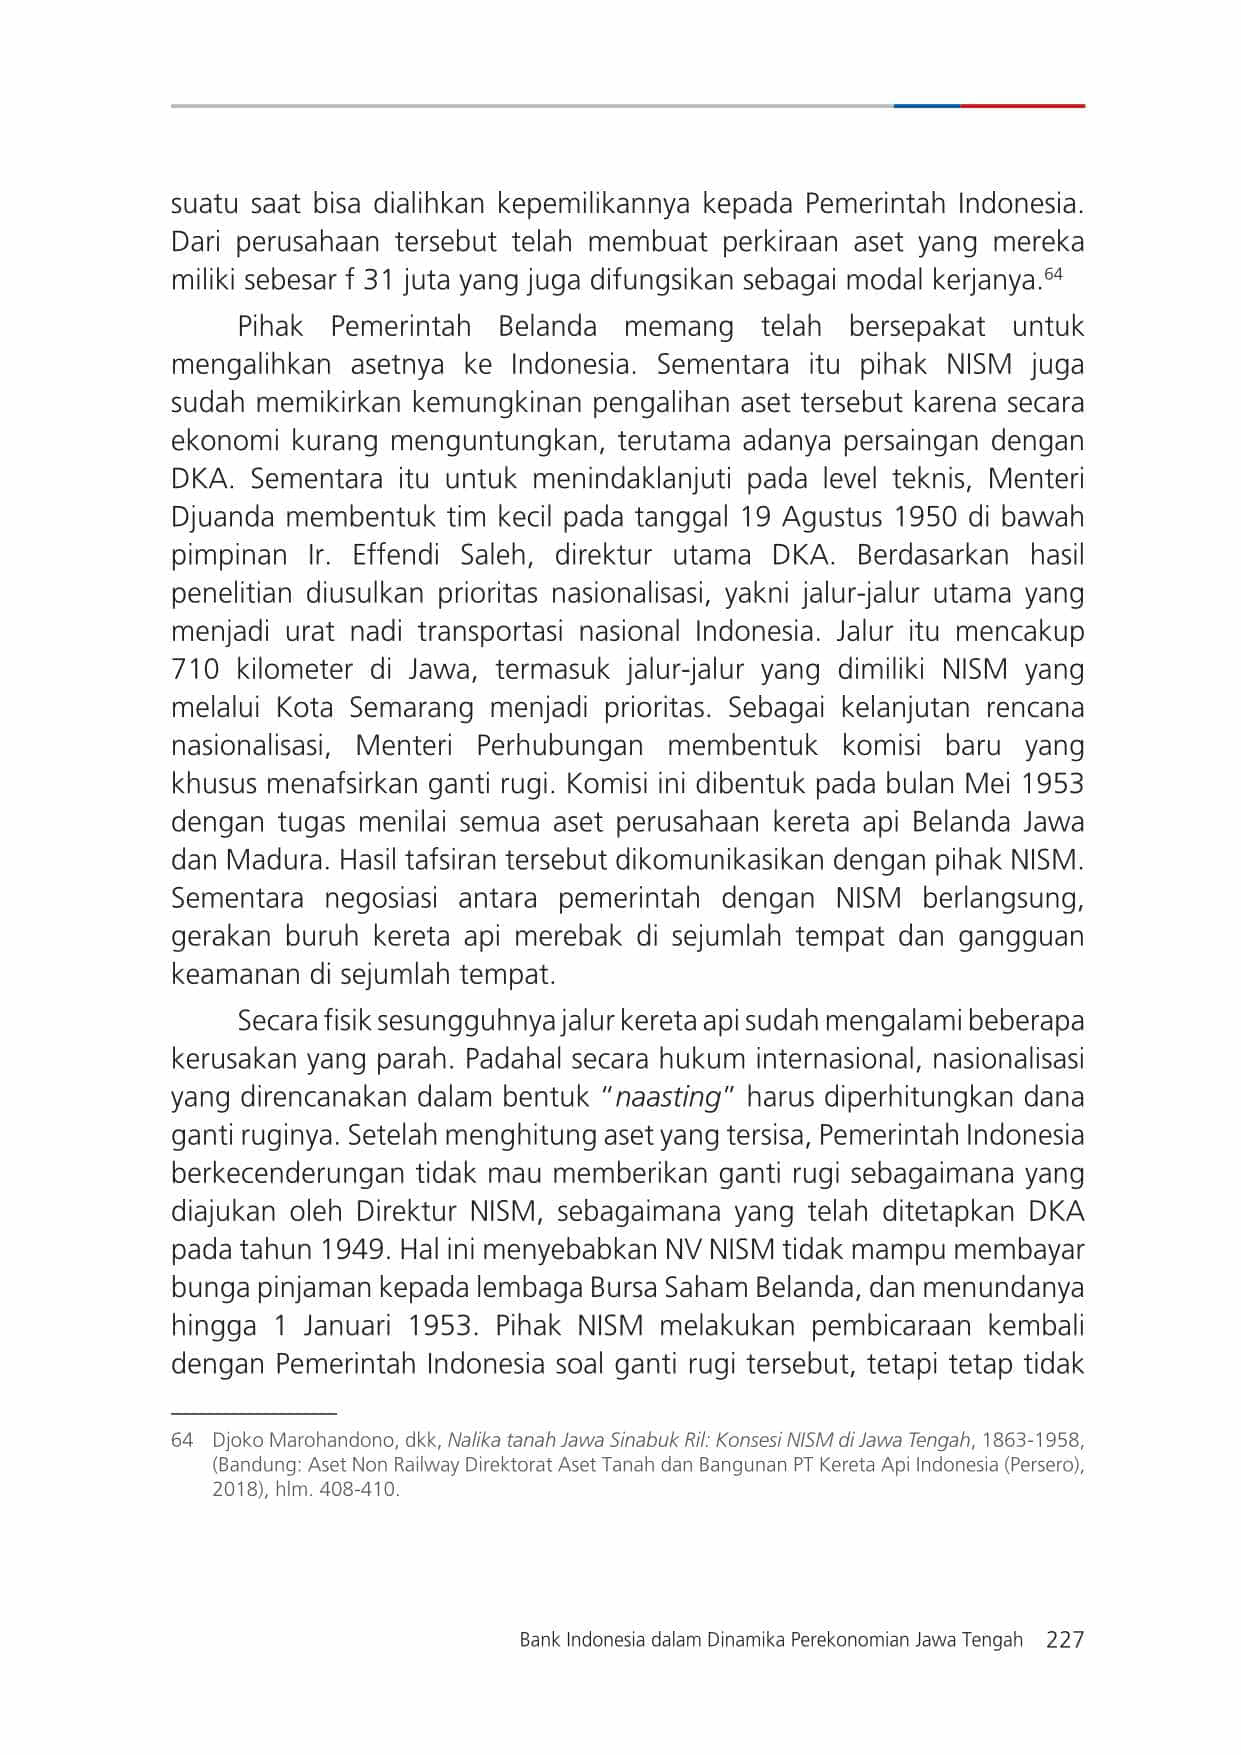 suatu saat bisa dialihkan kepemilikannya kepada Pemerintah Indonesia.
Dari perusahaan tersebut telah membuat perkiraan aset yang mereka
miliki sebesar f 31 juta yang juga difungsikan sebagai modal kerjanya.64
Pihak Pemerintah Belanda memang telah bersepakat untuk
mengalihkan asetnya ke Indonesia. Sementara itu pihak NISM juga
sudah memikirkan kemungkinan pengalihan aset tersebut karena secara
ekonomi kurang menguntungkan, terutama adanya persaingan dengan
DKA. Sementara itu untuk menindaklanjuti pada level teknis, Menteri
Djuanda membentuk tim kecil pada tanggal 19 Agustus 1950 di bawah
pimpinan Ir. Effendi Saleh, direktur utama DKA. Berdasarkan hasil
penelitian diusulkan prioritas nasionalisasi, yakni jalur-jalur utama yang
menjadi urat nadi transportasi nasional Indonesia. Jalur itu mencakup
710 kilometer di Jawa, termasuk jalur-jalur yang dimiliki NISM yang
melalui Kota Semarang menjadi prioritas. Sebagai kelanjutan rencana
nasionalisasi, Menteri Perhubungan membentuk komisi baru yang
khusus menafsirkan ganti rugi. Komisi ini dibentuk pada bulan Mei 1953
dengan tugas menilai semua aset perusahaan kereta api Belanda Jawa
dan Madura. Hasil tafsiran tersebut dikomunikasikan dengan pihak NISM.
Sementara negosiasi antara pemerintah dengan NISM berlangsung,
gerakan buruh kereta api merebak di sejumlah tempat dan gangguan
keamanan di sejumlah tempat.
Secara fisik sesungguhnya jalur kereta api sudah mengalami beberapa
kerusakan yang parah. Padahal secara hukum internasional, nasionalisasi
yang direncanakan dalam bentuk “naasting” harus diperhitungkan dana
ganti ruginya. Setelah menghitung aset yang tersisa, Pemerintah Indonesia
berkecenderungan tidak mau memberikan ganti rugi sebagaimana yang
diajukan oleh Direktur NISM, sebagaimana yang telah ditetapkan DKA
pada tahun 1949. Hal ini menyebabkan NV NISM tidak mampu membayar
bunga pinjaman kepada lembaga Bursa Saham Belanda, dan menundanya
hingga 1 Januari 1953. Pihak NISM melakukan pembicaraan kembali
dengan Pemerintah Indonesia soal ganti rugi tersebut, tetapi tetap tidak
64 Djoko Marohandono, dkk, Nalika tanah Jawa Sinabuk Ril: Konsesi NISM di Jawa Tengah, 1863-1958,
(Bandung: Aset Non Railway Direktorat Aset Tanah dan Bangunan PT Kereta Api Indonesia (Persero),
2018), hlm. 408-410.
Bank Indonesia dalam Dinamika Perekonomian Jawa Tengah 227